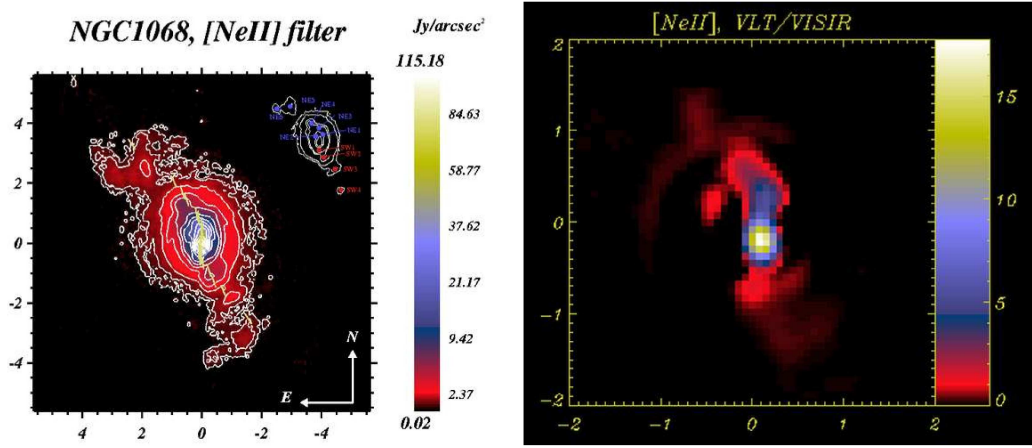 NGC1068, [NeII] filter
Jy/arcsec²
115.18
84.63
58.77
37.62
21.17
9.42
2.37
0.02
4
2
0
-2
-4
4 2 0 -2 -4
NE4
SW4
N
E
[NeII], VLT/VISIR
2
1
0
-1
-2
-2 -1 0 1 2
15
10
5
0